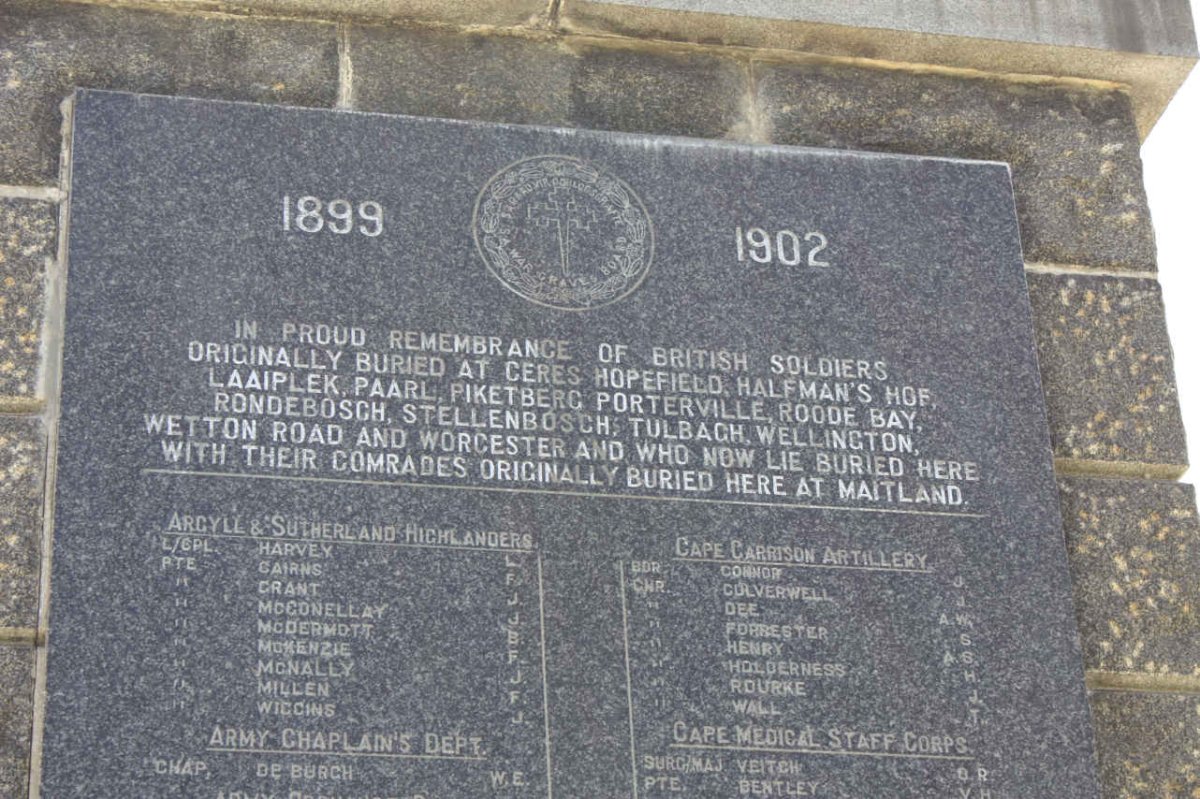 1899
1902
WAR GRAVES BOARD
IN PROUD REMEMBRANCE OF BRITISH SOLDIERS
ORIGINALLY BURIED AT CERES HOPEFIELD, HALFMAN'S HOF,
LAAIPLEK, PAARL, PIKETBERG, PORTERVILLE, ROODE BAY,
RONDEBOSCH, STELLENBOSCH, TULBAGH, WELLINGTON,
WETTON ROAD AND WORCESTER AND WHO NOW LIE BURIED HERE
WITH THEIR COMRADES ORIGINALLY BURIED HERE AT MAITLAND.
ARGYLL & SUTHERLAND HIGHLANDERS.
L/CPL. HARVEY L.
PTE. CAIRNS F.
" GRANT J.
" MCCONELLAY J.
" MCDERMOTT
" MCKENZIE F.
" MCNALLY J.
" MILLEN F.
" WIGGINS J.
ARMY CHAPLAIN'S DEPT.
CHAP. DE BURGH W.E.
CAPE GARRISON ARTILLERY.
BDR. CONNOR J.
GNR. CULVERWELL J.
" DEE A.W.
" FORRESTER S.
" HENRY A.S.
" HOLDERNESS H.
" ROURKE J.
" WALL T.
CAPE MEDICAL STAFF CORPS.
SURG/MAJ VEITCH D.R.
PTE. BENTLEY V.H.